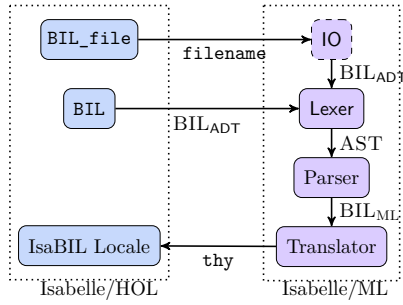 BIL_file
IO
filename
BIL_ADT
BIL
Lexer
BIL_ADT
AST
Parser
BIL_ML
IsaBIL Locale
Translator
thy
Isabelle/HOL
Isabelle/ML